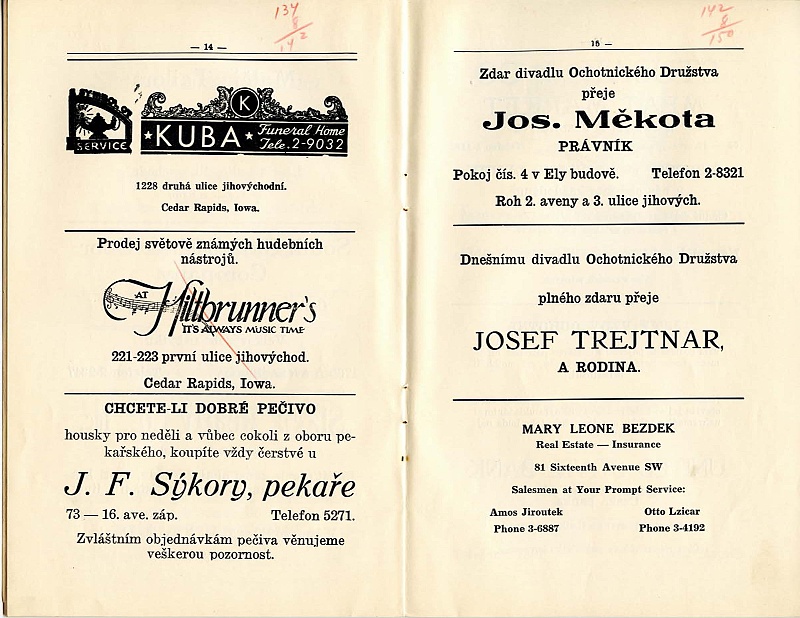 134
8
142
— 14 —
SERVICE
K
★KUBA★ Funeral Home
Tele. 2-9032
1228 druhá ulice jihovýchodní.
Cedar Rapids, Iowa.
Prodej světově známých hudebních
nástrojů.
AT
Hiltbrunner's
IT'S ALWAYS MUSIC TIME
221-223 první ulice jihovýchod.
Cedar Rapids, Iowa.
CHCETE-LI DOBRÉ PEČIVO
housky pro neděli a vůbec cokoli z oboru pe-
kařského, koupíte vždy čerstvé u
J. F. Sýkory, pekaře
73 — 16. ave. záp. Telefon 5271.
Zvláštním objednávkám pečiva věnujeme
veškerou pozornost.
142
8
150
15 —
Zdar divadlu Ochotnického Družstva
přeje
Jos. Měkota
PRÁVNÍK
Pokoj čís. 4 v Ely budově. Telefon 2-8321
Roh 2. aveny a 3. ulice jihových.
Dnešnímu divadlu Ochotnického Družstva
plného zdaru přeje
JOSEF TREJTNAR,
A RODINA.
MARY LEONE BEZDEK
Real Estate — Insurance
81 Sixteenth Avenue SW
Salesmen at Your Prompt Service:
Amos Jiroutek Otto Lzicar
Phone 3-6887 Phone 3-4192